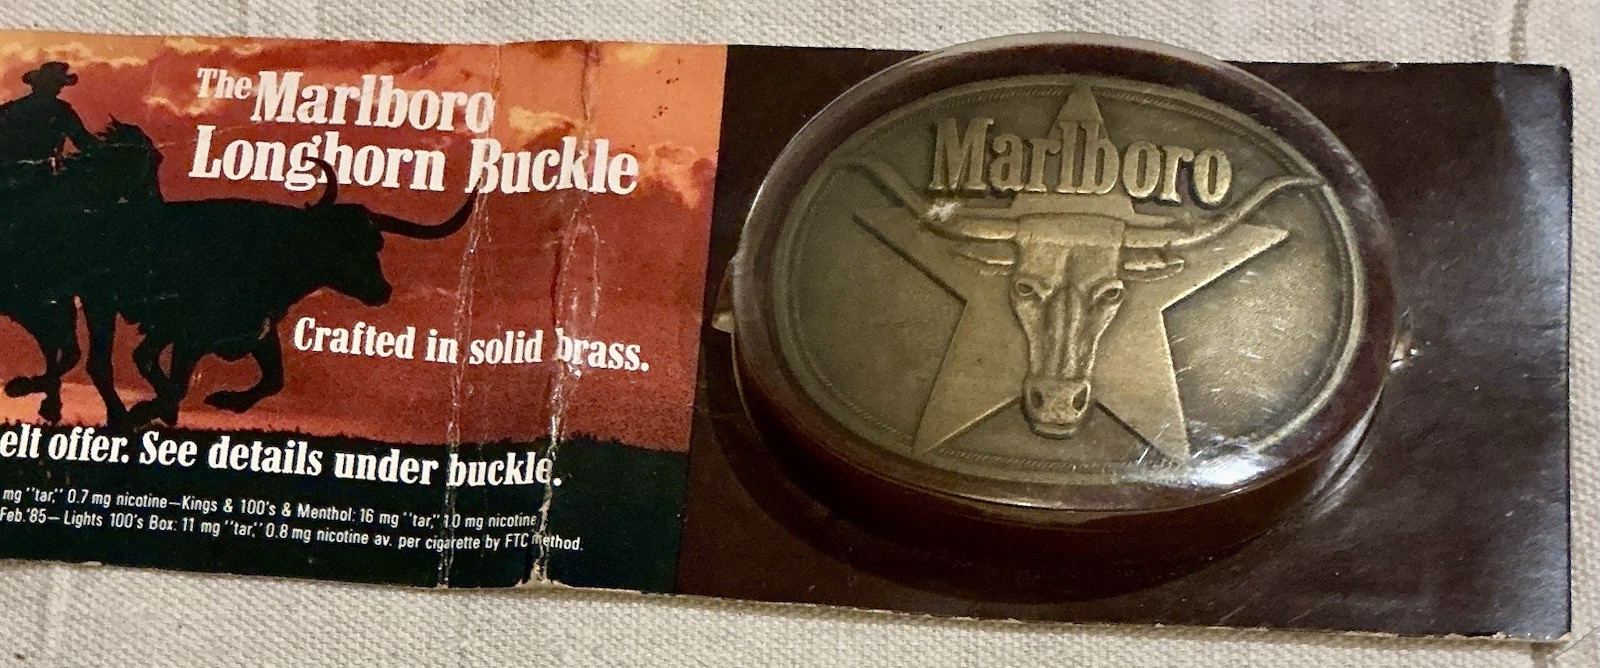 The Marlboro
Longhorn Buckle
Crafted in solid brass.
elt offer. See details under buckle.
mg "tar," 0.7 mg nicotine—Kings & 100's & Menthol: 16 mg "tar," 1.0 mg nicotine
Feb.'85—Lights 100's Box: 11 mg "tar," 0.8 mg nicotine av. per cigarette by FTC method.
Marlboro